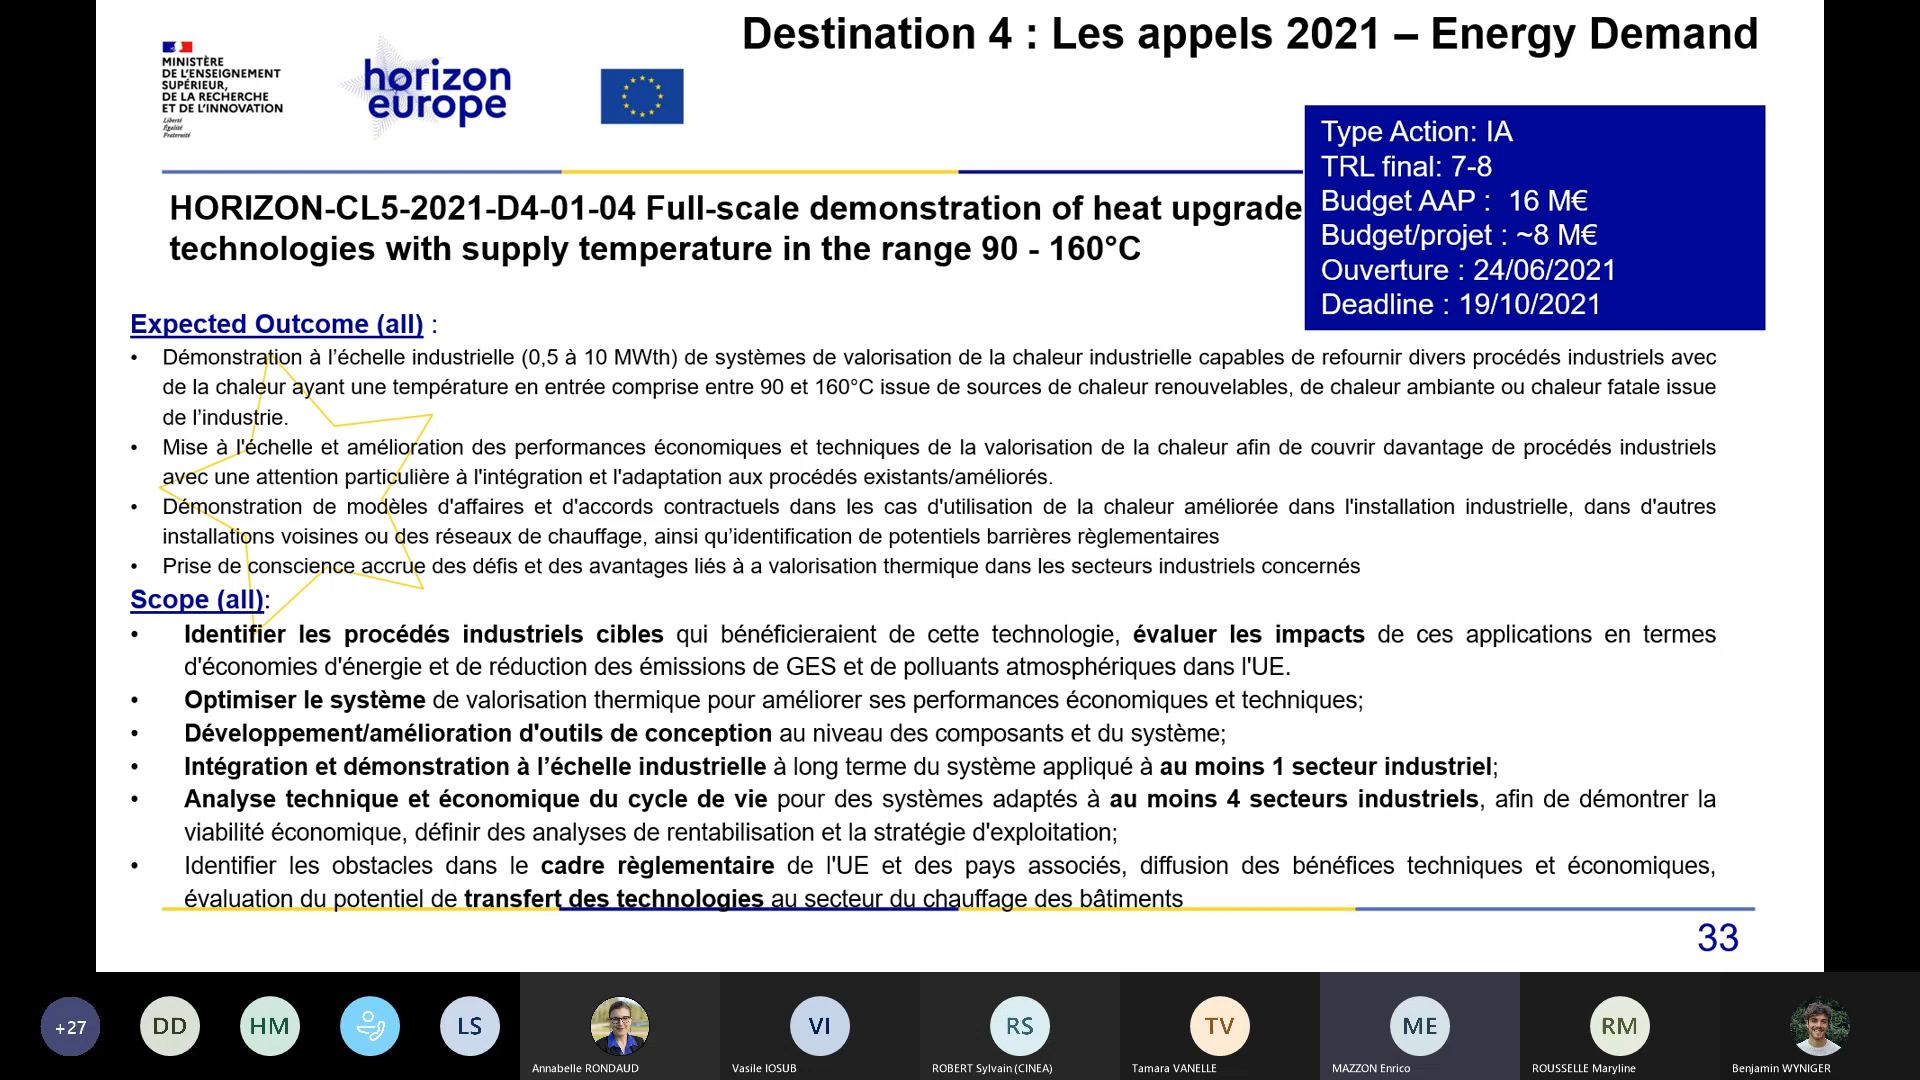 Destination 4 : Les appels 2021 – Energy Demand
MINISTÈRE
DE L'ENSEIGNEMENT
SUPÉRIEUR,
DE LA RECHERCHE
ET DE L'INNOVATION
Liberté
Égalité
Fraternité
horizon
europe
Type Action: IA
TRL final: 7-8
Budget AAP : 16 M€
Budget/projet : ~8 M€
Ouverture : 24/06/2021
Deadline : 19/10/2021
HORIZON-CL5-2021-D4-01-04 Full-scale demonstration of heat upgrade
technologies with supply temperature in the range 90 - 160°C
Expected Outcome (all) :
• Démonstration à l’échelle industrielle (0,5 à 10 MWth) de systèmes de valorisation de la chaleur industrielle capables de refournir divers procédés industriels avec
de la chaleur ayant une température en entrée comprise entre 90 et 160°C issue de sources de chaleur renouvelables, de chaleur ambiante ou chaleur fatale issue
de l’industrie.
• Mise à l'échelle et amélioration des performances économiques et techniques de la valorisation de la chaleur afin de couvrir davantage de procédés industriels
avec une attention particulière à l'intégration et l'adaptation aux procédés existants/améliorés.
• Démonstration de modèles d'affaires et d'accords contractuels dans les cas d'utilisation de la chaleur améliorée dans l'installation industrielle, dans d'autres
installations voisines ou des réseaux de chauffage, ainsi qu’identification de potentiels barrières règlementaires
• Prise de conscience accrue des défis et des avantages liés à a valorisation thermique dans les secteurs industriels concernés
Scope (all):
• Identifier les procédés industriels cibles qui bénéficieraient de cette technologie, évaluer les impacts de ces applications en termes
d'économies d'énergie et de réduction des émissions de GES et de polluants atmosphériques dans l'UE.
• Optimiser le système de valorisation thermique pour améliorer ses performances économiques et techniques;
• Développement/amélioration d'outils de conception au niveau des composants et du système;
• Intégration et démonstration à l’échelle industrielle à long terme du système appliqué à au moins 1 secteur industriel;
• Analyse technique et économique du cycle de vie pour des systèmes adaptés à au moins 4 secteurs industriels, afin de démontrer la
viabilité économique, définir des analyses de rentabilisation et la stratégie d'exploitation;
• Identifier les obstacles dans le cadre règlementaire de l'UE et des pays associés, diffusion des bénéfices techniques et économiques,
évaluation du potentiel de transfert des technologies au secteur du chauffage des bâtiments
33
+27
DD
HM
LS
VI
RS
TV
ME
RM
Annabelle RONDAUD
Vasile IOSUB
ROBERT Sylvain (CINEA)
Tamara VANELLE
MAZZON Enrico
ROUSSELLE Maryline
Benjamin WYNIGER